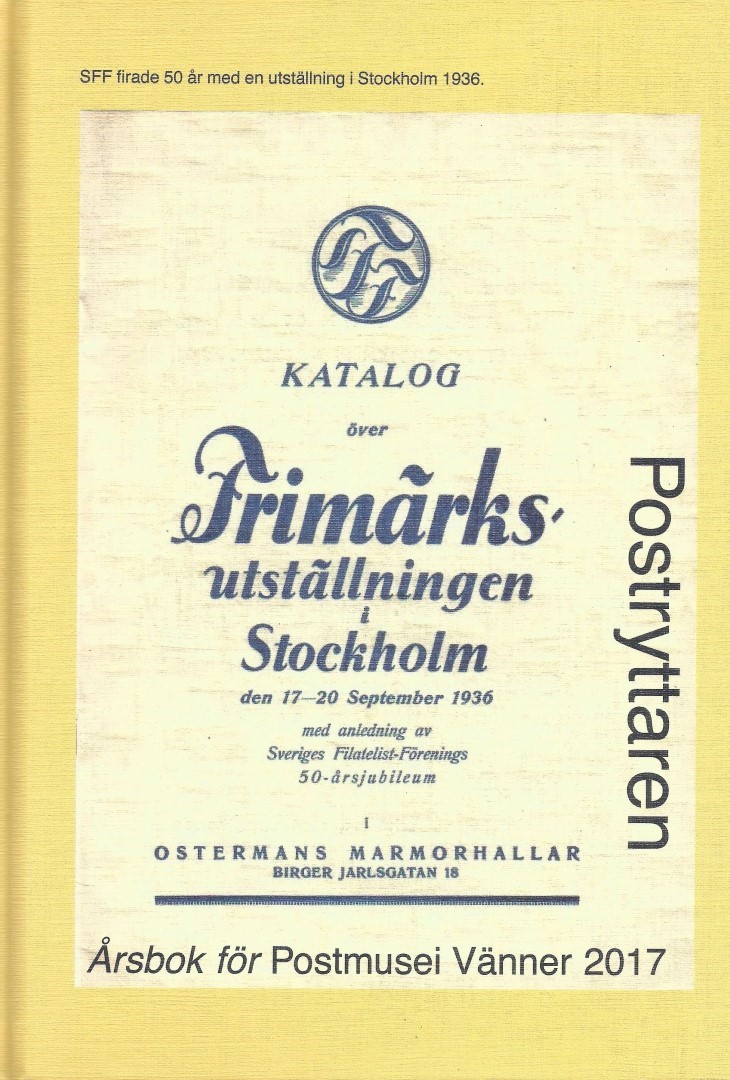 SFF firade 50 år med en utställning i Stockholm 1936.
SFF
KATALOG
över
Frimärks-
utställningen
i
Stockholm
den 17—20 September 1936
med anledning av
Sveriges Filatelist-Förenings
50-årsjubileum
i
OSTERMANS MARMORHALLAR
BIRGER JARLSGATAN 18
Postryttaren
Årsbok för Postmusei Vänner 2017